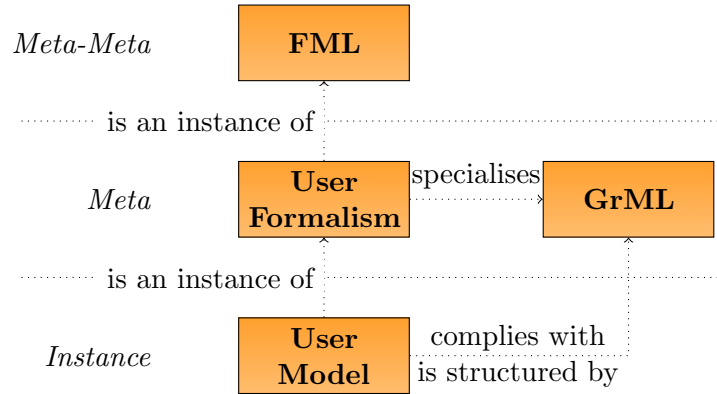 Meta-Meta
FML
is an instance of
Meta
User
Formalism
specialises
GrML
is an instance of
Instance
User
Model
complies with
is structured by